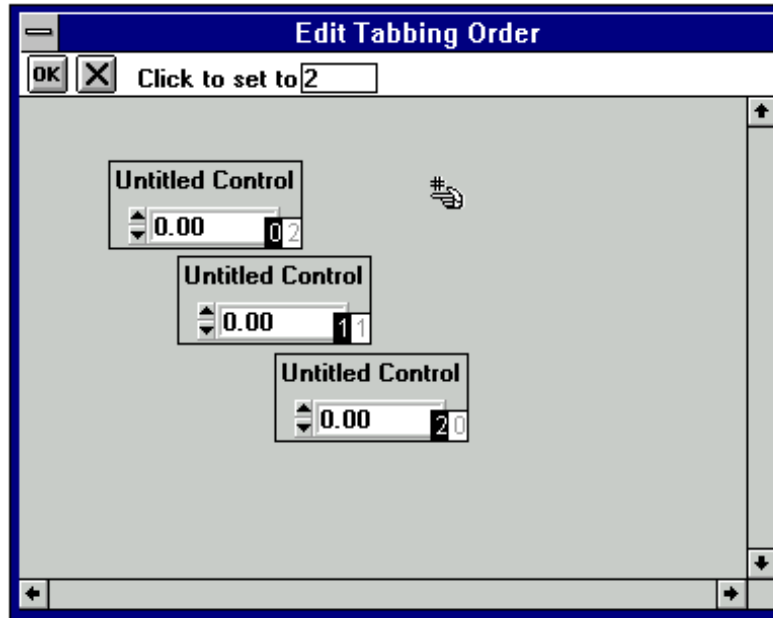 Edit Tabbing Order
OK Click to set to 2
#
Untitled Control
0.00 0 2
Untitled Control
0.00 1 1
Untitled Control
0.00 2 0